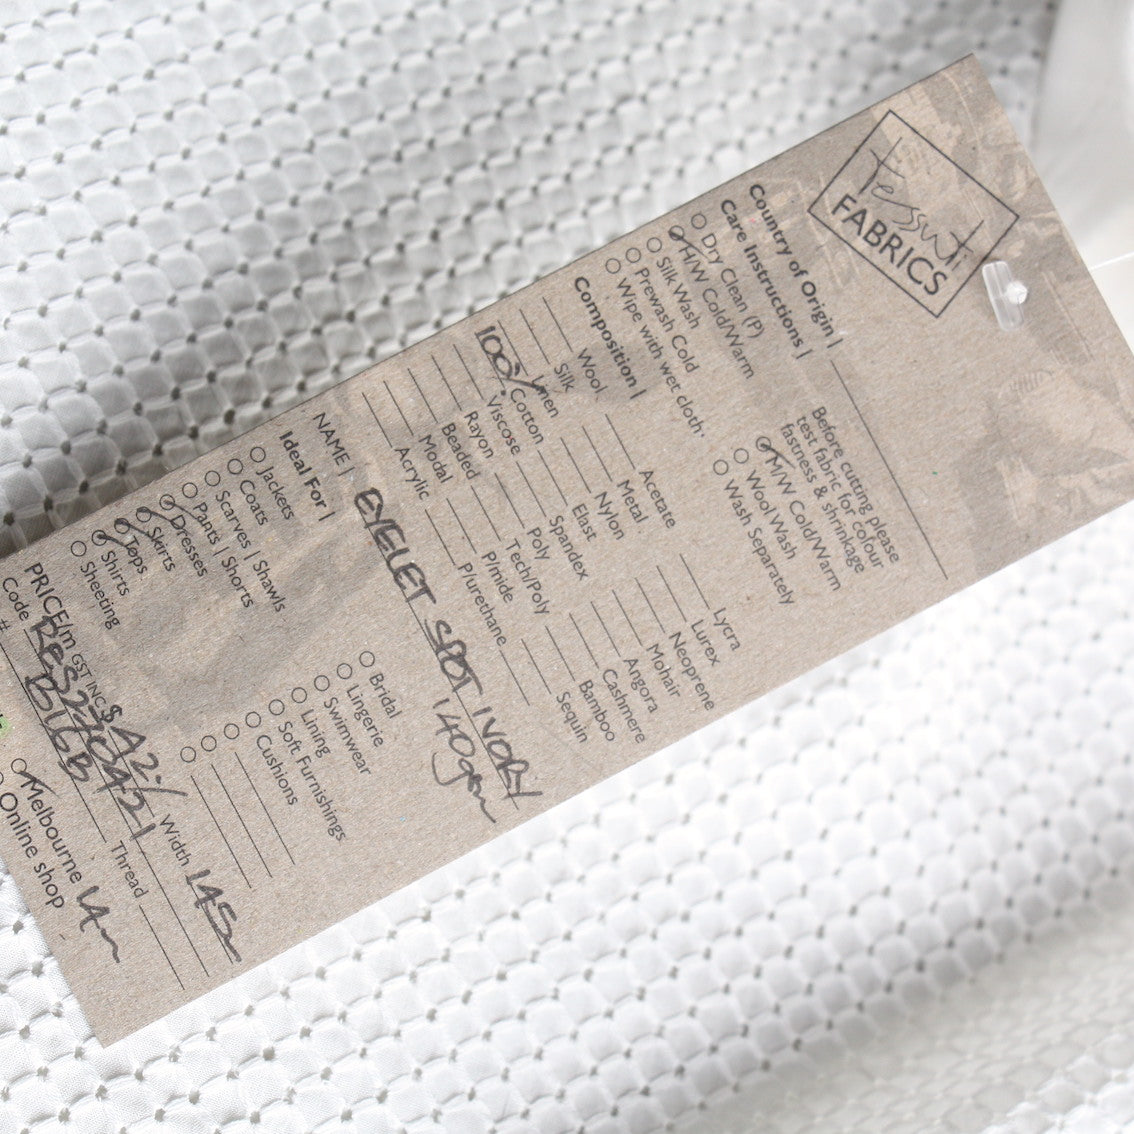 Tessuti
FABRICS
Country of Origin |
Care Instructions |
Dry Clean (P)
H/W Cold/Warm
Silk Wash
Prewash Cold
Wipe with wet cloth.
Before cutting please
test fabric for colour
fastness & shrinkage
M/W Cold/Warm
Wool Wash
Wash Separately
Composition |
Wool Acetate Lycra
Silk Metal Lurex
Linen Nylon Neoprene
100% Cotton Elast Mohair
Viscose Spandex Angora
Rayon Poly Cashmere
Beaded Tech/Poly Bamboo
Modal P/mide Sequin
Acrylic P/urethane
NAME | EYELET SPOT IVORY
140gsm
Ideal For |
Jackets Bridal
Coats Lingerie
Scarves | Shawls Swimwear
Pants | Shorts Lining
Dresses Soft Furnishings
Skirts Cushions
Tops
Shirts
Sheeting
PRICE/m GST INC $ Width 145
Code
#
Thread
Melbourne
Online shop